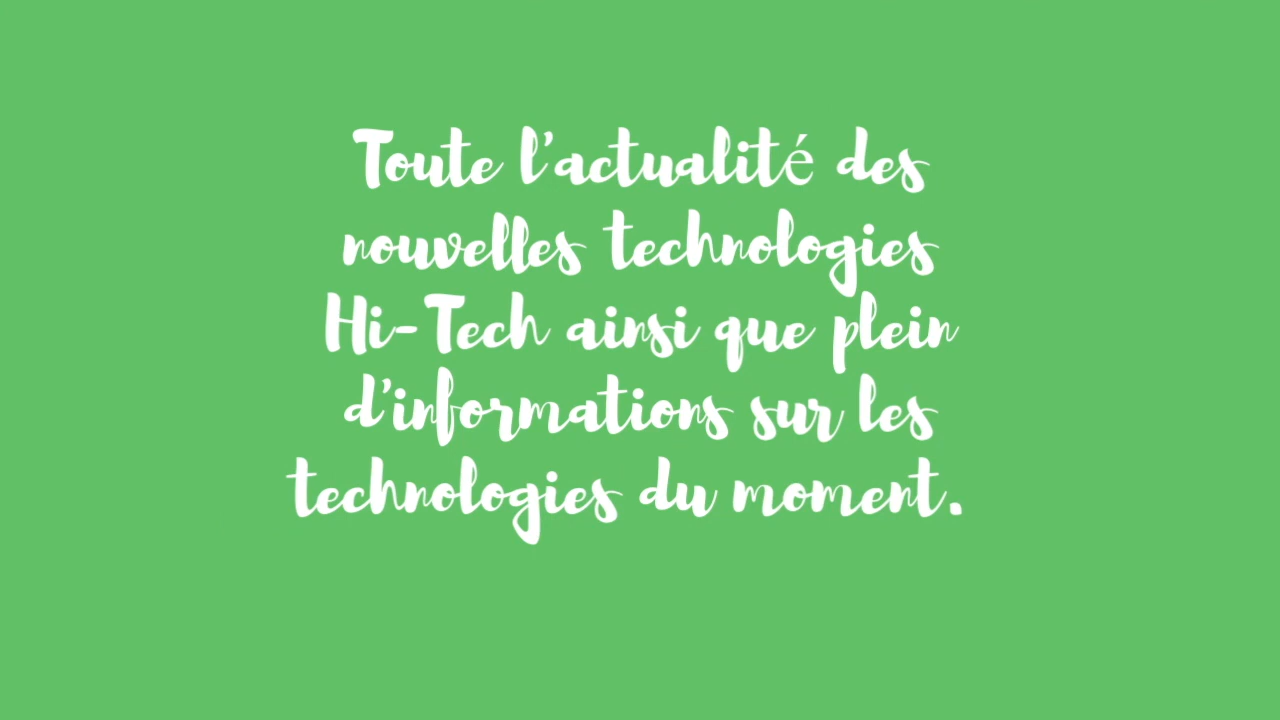 Toute l'actualité des
nouvelles technologies
Hi-Tech ainsi que plein
d'informations sur les
technologies du moment.